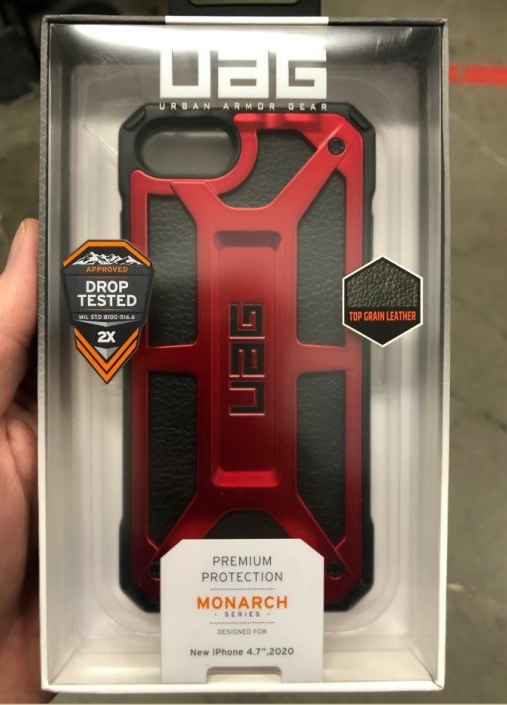 UAG
URBAN ARMOR GEAR
APPROVED
DROP
TESTED
MIL STD 810G-516.6
2X
TOP GRAIN LEATHER
UAG
PREMIUM
PROTECTION
MONARCH
• SERIES •
DESIGNED FOR
New iPhone 4.7",2020